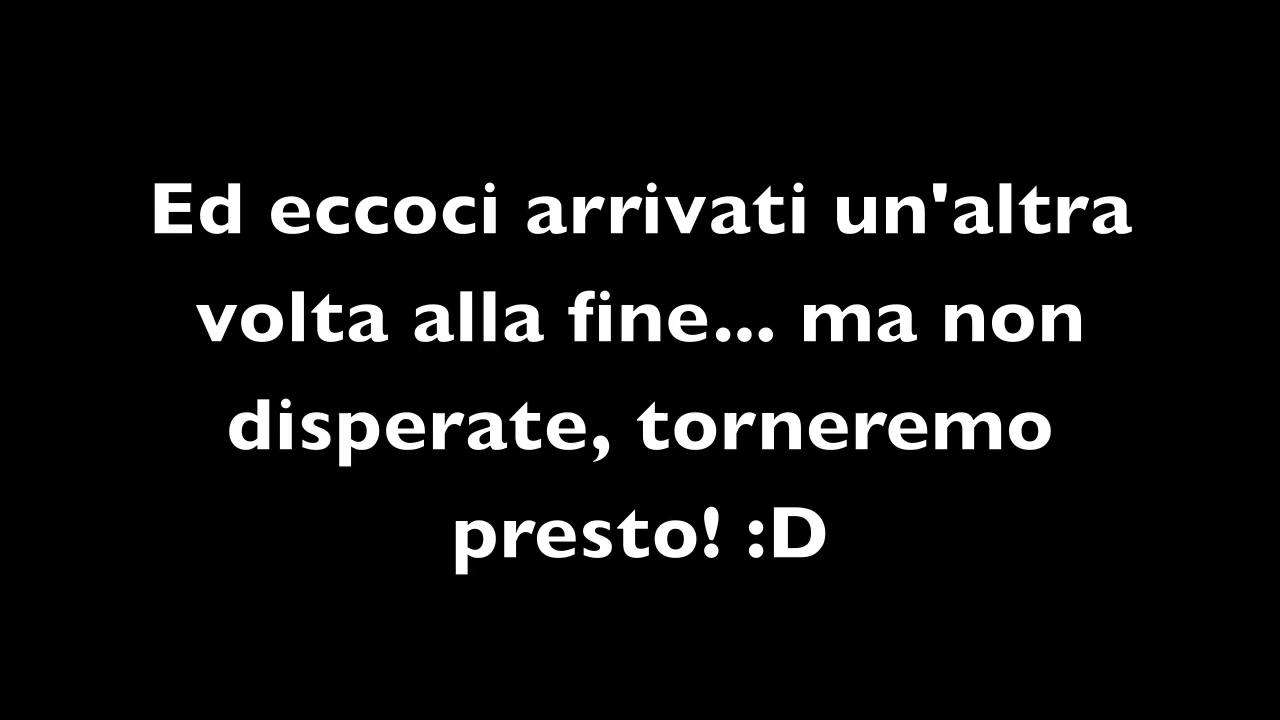 Ed eccoci arrivati un'altra
volta alla fine... ma non
disperate, torneremo
presto! :D